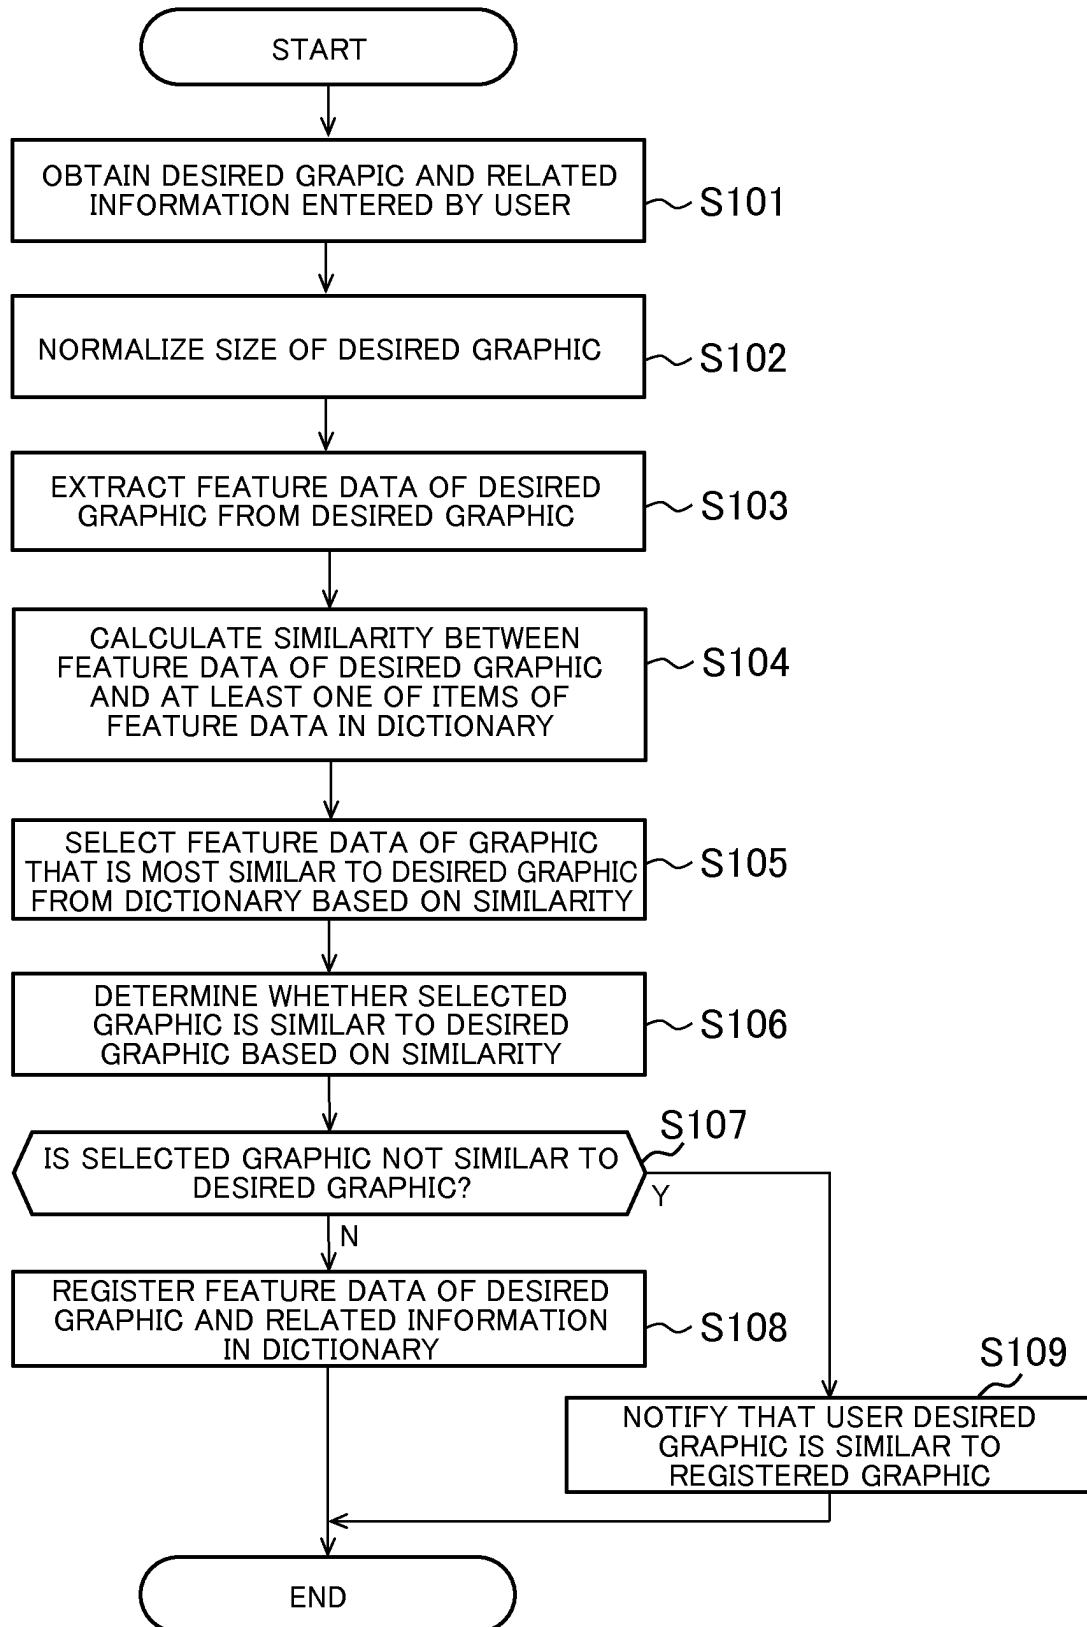 START
OBTAIN DESIRED GRAPIC AND RELATED
INFORMATION ENTERED BY USER
S101
NORMALIZE SIZE OF DESIRED GRAPHIC
S102
EXTRACT FEATURE DATA OF DESIRED
GRAPHIC FROM DESIRED GRAPHIC
S103
CALCULATE SIMILARITY BETWEEN
FEATURE DATA OF DESIRED GRAPHIC
AND AT LEAST ONE OF ITEMS OF
FEATURE DATA IN DICTIONARY
S104
SELECT FEATURE DATA OF GRAPHIC
THAT IS MOST SIMILAR TO DESIRED GRAPHIC
FROM DICTIONARY BASED ON SIMILARITY
S105
DETERMINE WHETHER SELECTED
GRAPHIC IS SIMILAR TO DESIRED
GRAPHIC BASED ON SIMILARITY
S106
S107
IS SELECTED GRAPHIC NOT SIMILAR TO
DESIRED GRAPHIC?
Y
N
REGISTER FEATURE DATA OF DESIRED
GRAPHIC AND RELATED INFORMATION
IN DICTIONARY
S108
S109
NOTIFY THAT USER DESIRED
GRAPHIC IS SIMILAR TO
REGISTERED GRAPHIC
END